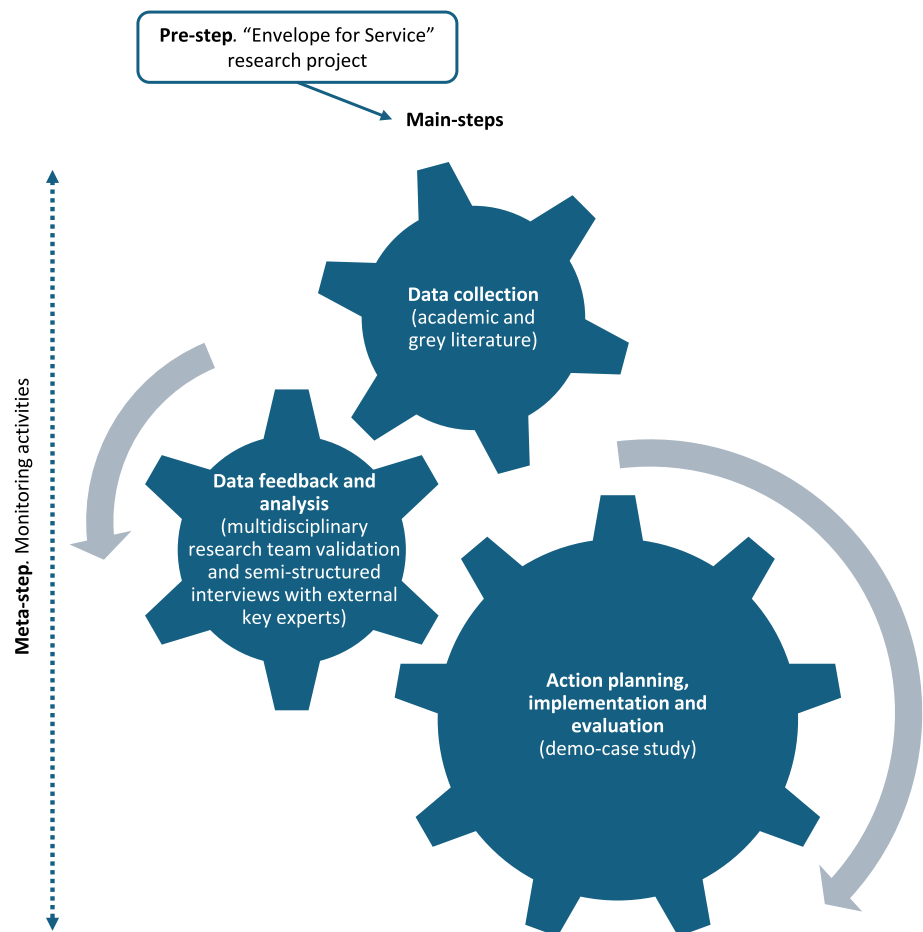 Pre-step. “Envelope for Service”
research project
Main-steps
Data collection
(academic and
grey literature)
Meta-step. Monitoring activities
Data feedback and
analysis
(multidisciplinary
research team validation
and semi-structured
interviews with external
key experts)
Action planning,
implementation and
evaluation
(demo-case study)